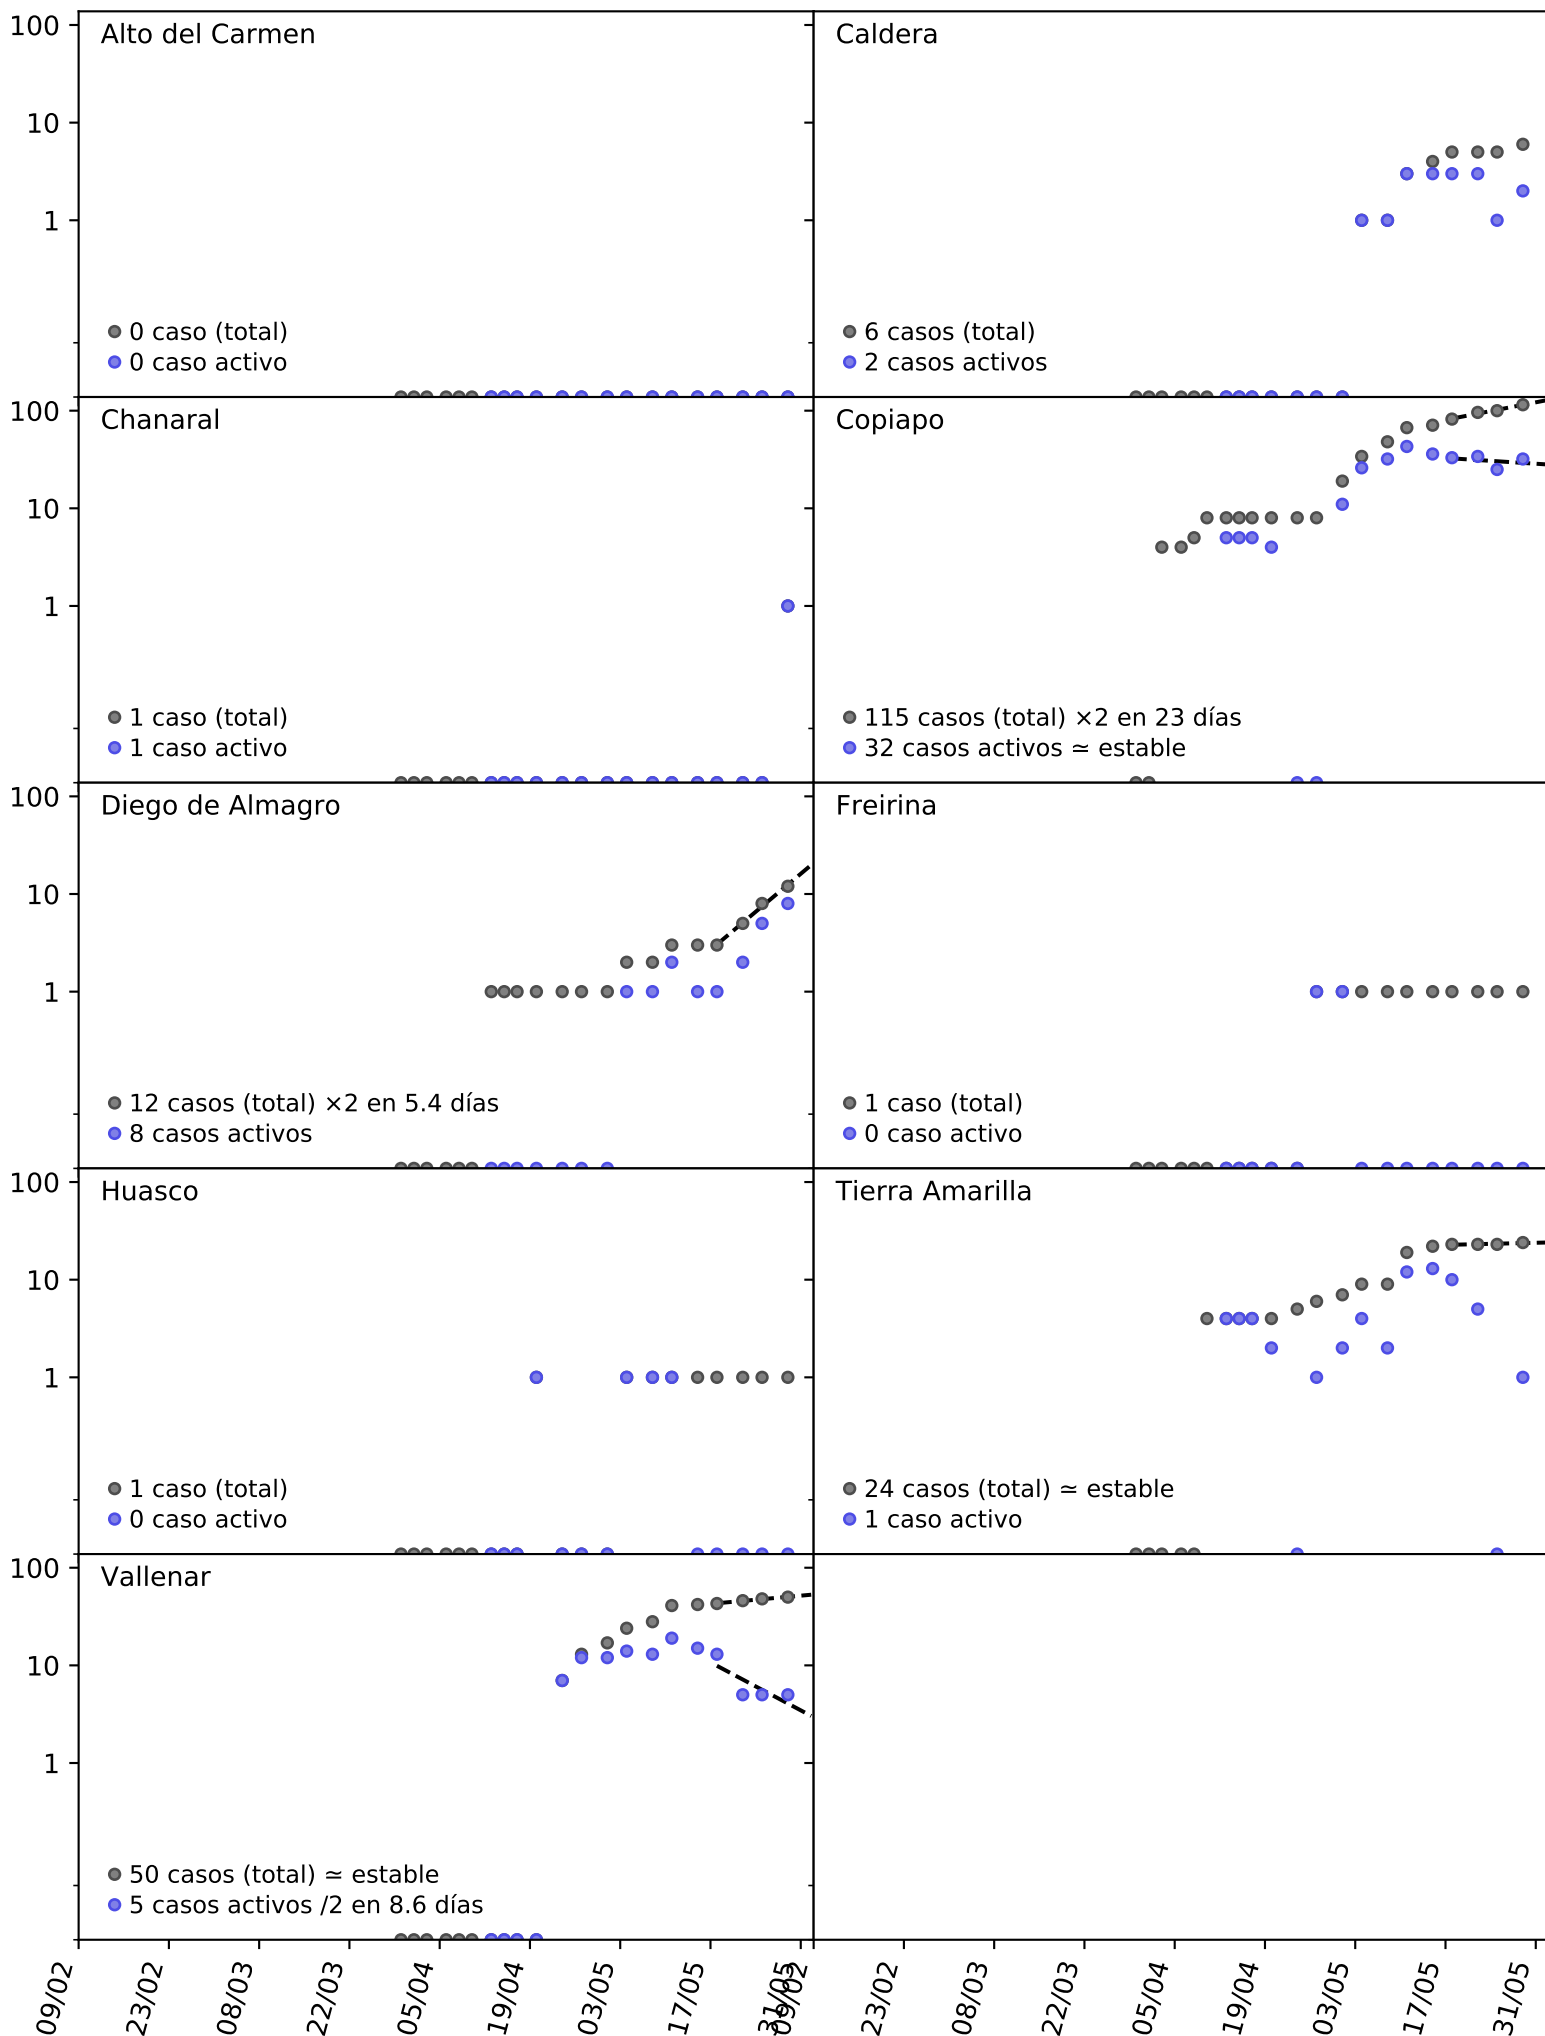 100
Alto del Carmen
10
1
0 caso (total)
0 caso activo
Caldera
6 casos (total)
2 casos activos
100
Chanaral
10
1
1 caso (total)
1 caso activo
Copiapo
115 casos (total) ×2 en 23 días
32 casos activos ≃ estable
100
Diego de Almagro
10
1
12 casos (total) ×2 en 5.4 días
8 casos activos
Freirina
1 caso (total)
0 caso activo
100
Huasco
10
1
1 caso (total)
0 caso activo
Tierra Amarilla
24 casos (total) ≃ estable
1 caso activo
100
Vallenar
10
1
50 casos (total) ≃ estable
5 casos activos /2 en 8.6 días
09/02
23/02
08/03
22/03
05/04
19/04
03/05
17/05
31/05
09/02
23/02
08/03
22/03
05/04
19/04
03/05
17/05
31/05